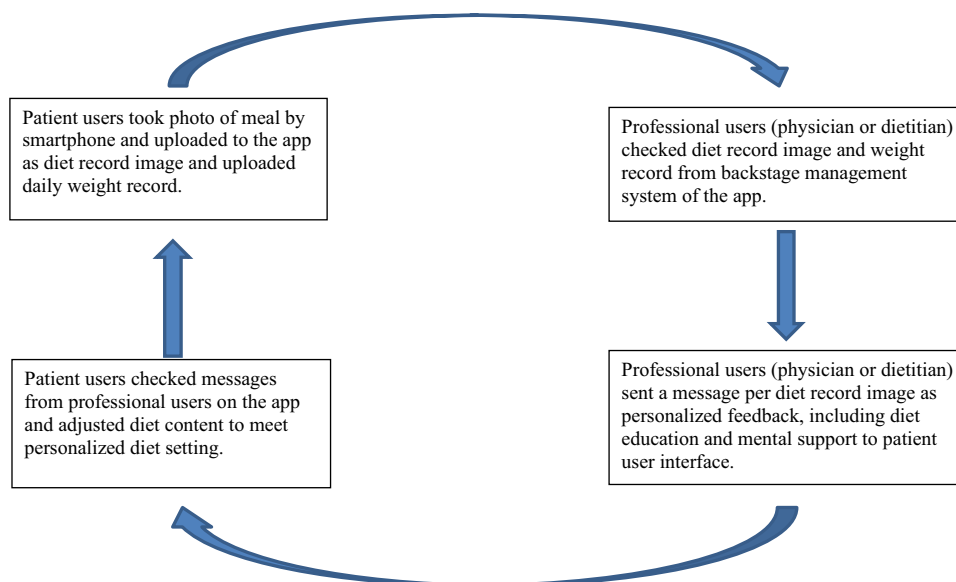 Patient users took photo of meal by
smartphone and uploaded to the app
as diet record image and uploaded
daily weight record.
Professional users (physician or dietitian)
checked diet record image and weight
record from backstage management
system of the app.
Professional users (physician or dietitian)
sent a message per diet record image as
personalized feedback, including diet
education and mental support to patient
user interface.
Patient users checked messages
from professional users on the app
and adjusted diet content to meet
personalized diet setting.